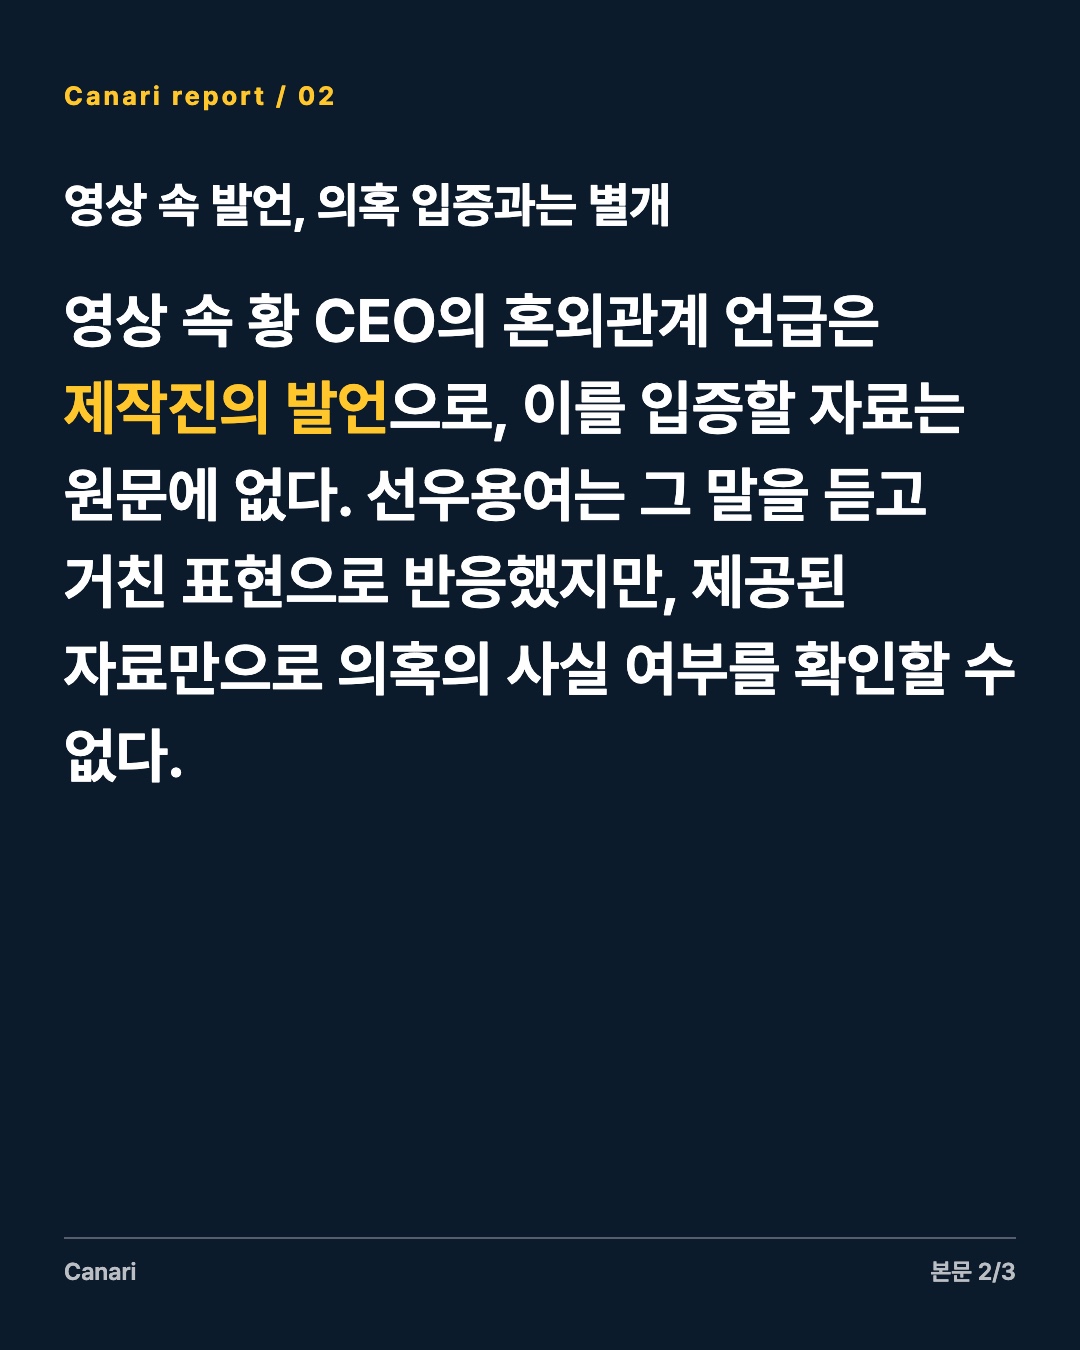 Canari report / 02
영상 속 발언, 의혹 입증과는 별개
영상 속 황 CEO의 혼외관계 언급은
제작진의 발언으로, 이를 입증할 자료는
원문에 없다. 선우용여는 그 말을 듣고
거친 표현으로 반응했지만, 제공된
자료만으로 의혹의 사실 여부를 확인할 수
없다.
Canari
본문 2/3